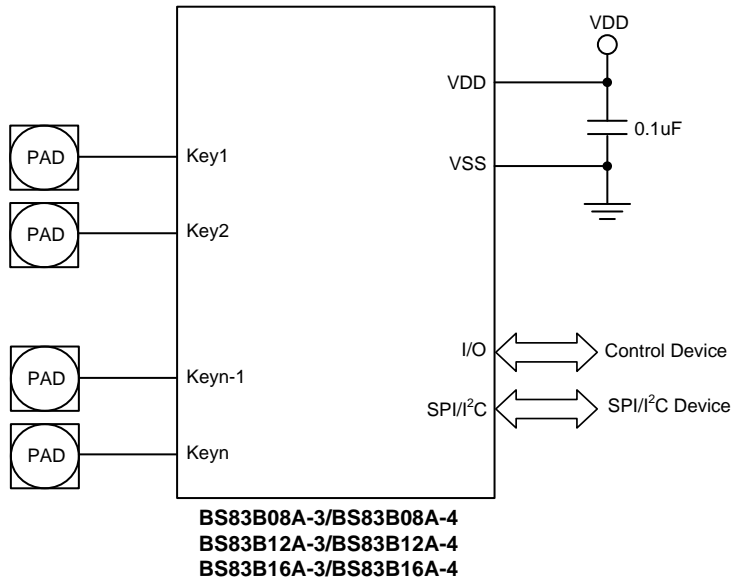 VDD
VDD
0.1uF
PAD
Key1
VSS
PAD
Key2
PAD
Keyn-1
I/O
Control Device
SPI/I²C
SPI/I²C Device
PAD
Keyn
BS83B08A-3/BS83B08A-4
BS83B12A-3/BS83B12A-4
BS83B16A-3/BS83B16A-4